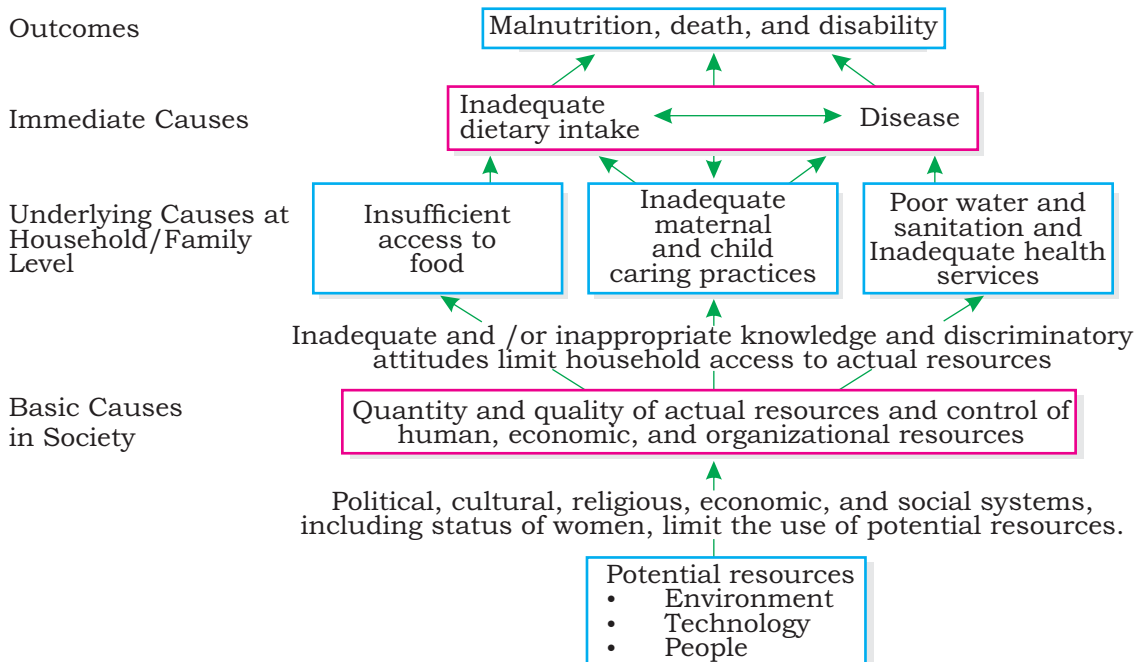 Outcomes
Malnutrition, death, and disability
Immediate Causes
Inadequate
dietary intake
Disease
Underlying Causes at
Household/Family
Level
Insufficient
access to
food
Inadequate
maternal
and child
caring practices
Poor water and
sanitation and
Inadequate health
services
Inadequate and /or inappropriate knowledge and discriminatory
attitudes limit household access to actual resources
Basic Causes
in Society
Quantity and quality of actual resources and control of
human, economic, and organizational resources
Political, cultural, religious, economic, and social systems,
including status of women, limit the use of potential resources.
Potential resources
• Environment
• Technology
• People